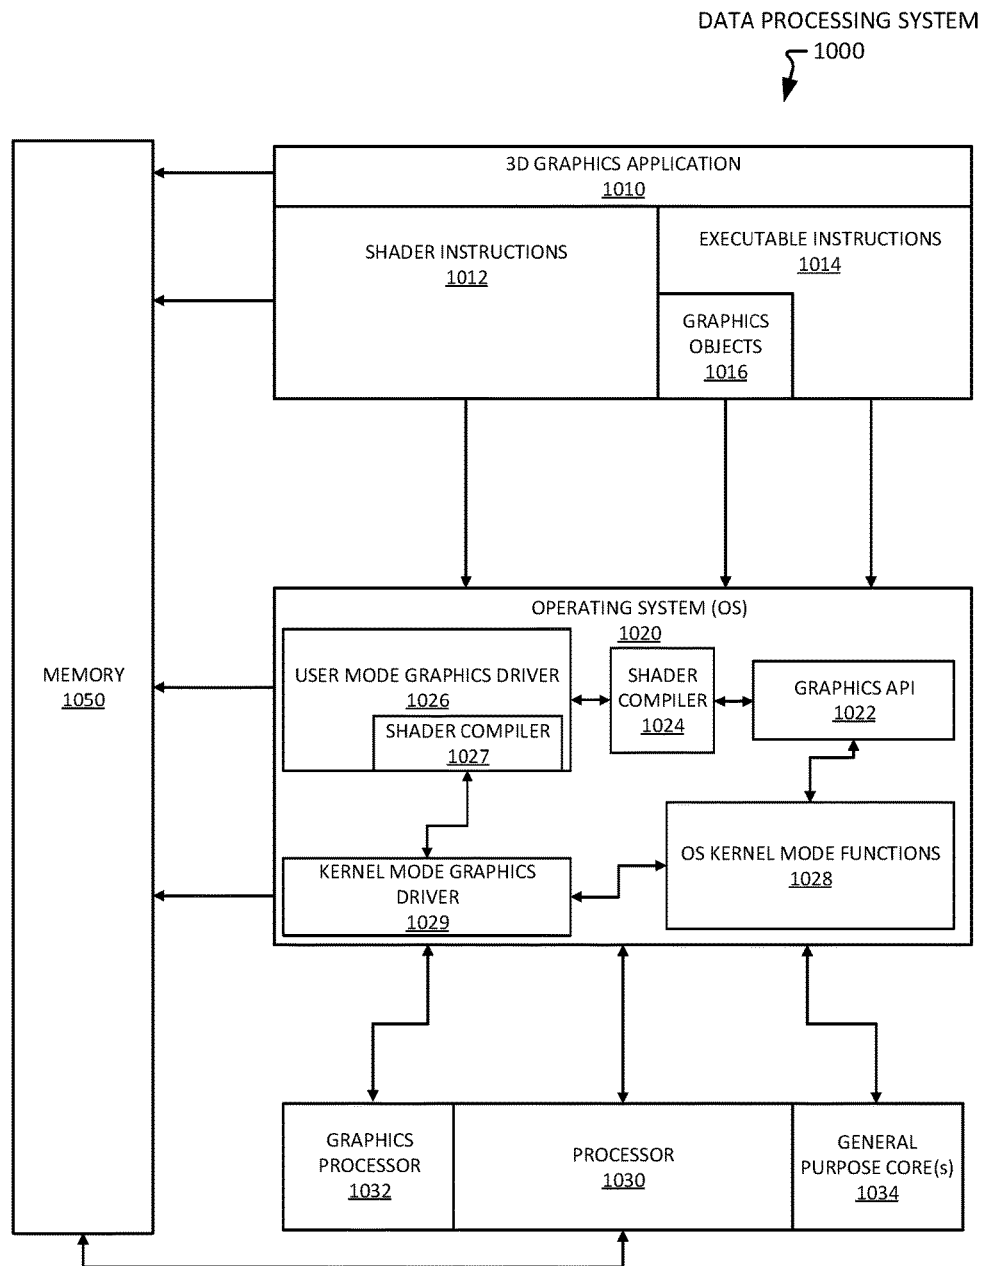 DATA PROCESSING SYSTEM
1000
3D GRAPHICS APPLICATION
1010
SHADER INSTRUCTIONS
1012
EXECUTABLE INSTRUCTIONS
1014
GRAPHICS
OBJECTS
1016
MEMORY
1050
OPERATING SYSTEM (OS)
1020
USER MODE GRAPHICS DRIVER
1026
SHADER COMPILER
1027
SHADER
COMPILER
1024
GRAPHICS API
1022
KERNEL MODE GRAPHICS
DRIVER
1029
OS KERNEL MODE FUNCTIONS
1028
GRAPHICS
PROCESSOR
1032
PROCESSOR
1030
GENERAL
PURPOSE CORE(s)
1034